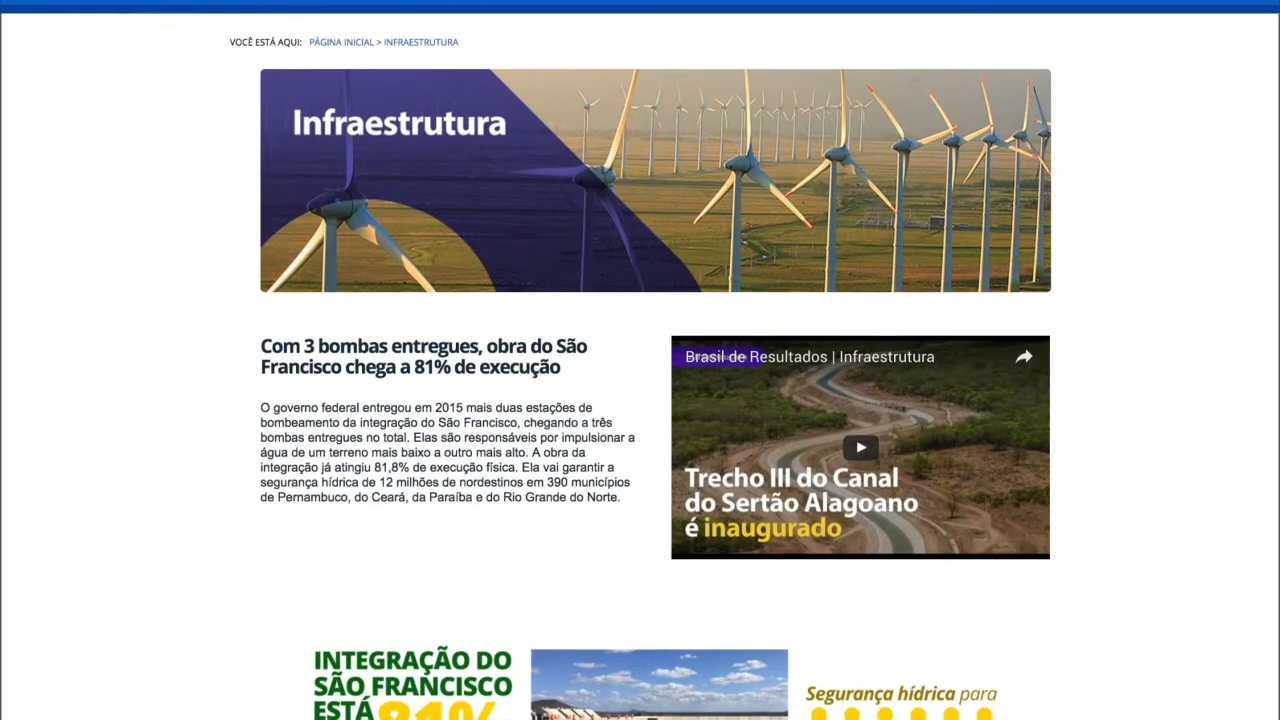 VOCÊ ESTÁ AQUI: PÁGINA INICIAL > INFRAESTRUTURA
Infraestrutura
Com 3 bombas entregues, obra do São
Francisco chega a 81% de execução
O governo federal entregou em 2015 mais duas estações de
bombeamento da integração do São Francisco, chegando a três
bombas entregues no total. Elas são responsáveis por impulsionar a
água de um terreno mais baixo a outro mais alto. A obra da
integração já atingiu 81,8% de execução física. Ela vai garantir a
segurança hídrica de 12 milhões de nordestinos em 390 municípios
de Pernambuco, do Ceará, da Paraíba e do Rio Grande do Norte.
Brasil de Resultados | Infraestrutura
Trecho III do Canal
do Sertão Alagoano
é inaugurado
INTEGRAÇÃO DO
SÃO FRANCISCO
ESTÁ 81%
Segurança hídrica para